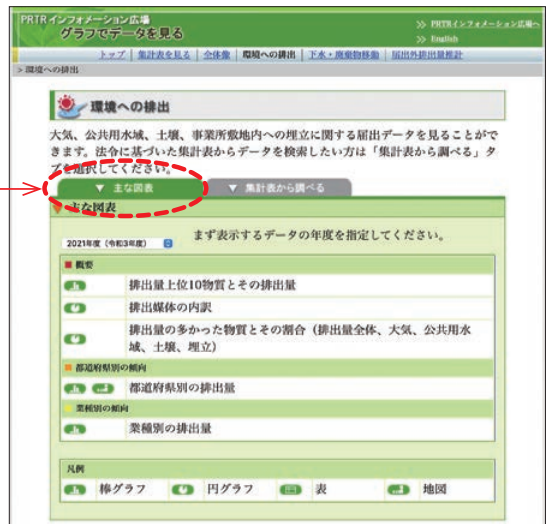 PRTRインフォメーション広場
グラフでデータを見る
>> PRTRインフォメーション広場へ
>> English
トップ | 集計表を見る | 全体像 | 環境への排出 | 下水・廃棄物移動 | 届出外排出量推計
> 環境への排出
環境への排出
大気、公共用水域、土壌、事業所敷地内への埋立に関する届出データを見ることがで
きます。法令に基づいた集計表からデータを検索したい方は「集計表から調べる」タ
ブを選択してください。
▼ 主な図表
▼ 集計表から調べる
▼ 主な図表
2021年度 (令和3年度)
まず表示するデータの年度を指定してください。
■ 概要
排出量上位10物質とその排出量
排出媒体の内訳
排出量の多かった物質とその割合（排出量全体、大気、公共用水
域、土壌、埋立）
■ 都道府県別の傾向
都道府県別の排出量
■ 業種別の傾向
業種別の排出量
凡例
棒グラフ 円グラフ 表 地図